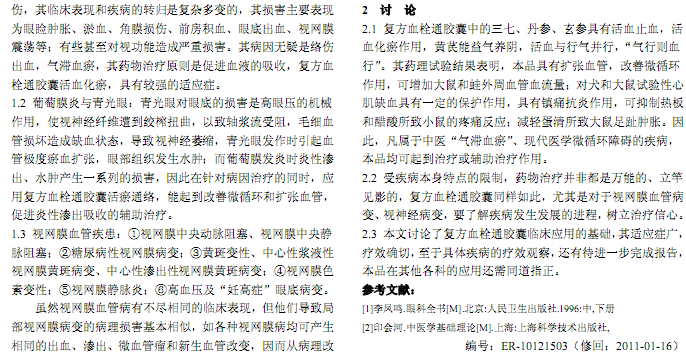 伤，其临床表现和疾病的转归是复杂多变的，其损害主要表现
为眼睑肿胀、淤血、角膜损伤、前房积血、眼底出血、视网膜
震荡等；有些甚至对视功能造成严重损害。其病因无疑是络伤
出血，气滞血瘀，其药物治疗原则是促进血液的吸收，复方血
栓通胶囊活血化瘀，具有较强的适应症。
1.2 葡萄膜炎与青光眼：青光眼对眼底的损害是高眼压的机械
作用，使视神经纤维遭到绞榨扭曲，以致轴浆流受阻，毛细血
管损坏造成缺血状态，导致视神经萎缩，青光眼发作时引起血
管极度瘀血扩张，眼部组织发生水肿；而葡萄膜发炎时炎性渗
出、水肿产生一系列的损害，因此在针对病因治疗的同时，应
用复方血栓通胶囊活瘀通络，能起到改善微循环和扩张血管，
促进炎性渗出吸收的辅助治疗。
1.3 视网膜血管疾患：①视网膜中央动脉阻塞、视网膜中央静
脉阻塞；②糖尿病性视网膜病变；③黄斑变性、中心性浆液性
视网膜黄斑病变、中心性渗出性视网膜黄斑病变；④视网膜色
素变性；⑤视网膜静脉炎；⑥高血压及“妊高症”眼底病变。
虽然视网膜血管病有不尽相同的临床表现，但他们导致局
部视网膜病变的病理损害基本相似，如各种视网膜病均可产生
相同的出血、渗出、微血管瘤和新生血管改变，因而从病理改
2 讨 论
2.1 复方血栓通胶囊中的三七、丹参、玄参具有活血止血，活
血化瘀作用，黄芪能益气养阴，活血与行气并行，“气行则血
行”。其药理试验结果表明，本品具有扩张血管，改善微循环
作用，可增加大鼠和蛙外周血管血流量；对犬和大鼠试验性心
肌缺血具有一定的保护作用，具有镇痛抗炎作用，可抑制热板
和醋酸所致小鼠的疼痛反应；减轻蛋清所致大鼠足趾肿胀。因
此，凡属于中医“气滞血瘀”、现代医学微循环障碍的疾病，
本品均可起到治疗或辅助治疗作用。
2.2 受疾病本身特点的限制，药物治疗并非都是万能的、立竿
见影的，复方血栓通胶囊同样如此，尤其是对于视网膜血管病
变、视神经病变，要了解疾病发生发展的进程，树立治疗信心。
2.3 本文讨论了复方血栓通胶囊临床应用的基础，其适应症广，
疗效确切，至于具体疾病的疗效观察，还有待进一步完成报告，
本品在其他各科的应用还需同道指正。
参考文献：
[1]李凤鸣.眼科全书[M].北京:人民卫生出版社.1996:中,下册
[2]印会河.中医学基础理论[M].上海:上海科学技术出版社,
编号：ER-10121503（修回：2011-01-16）